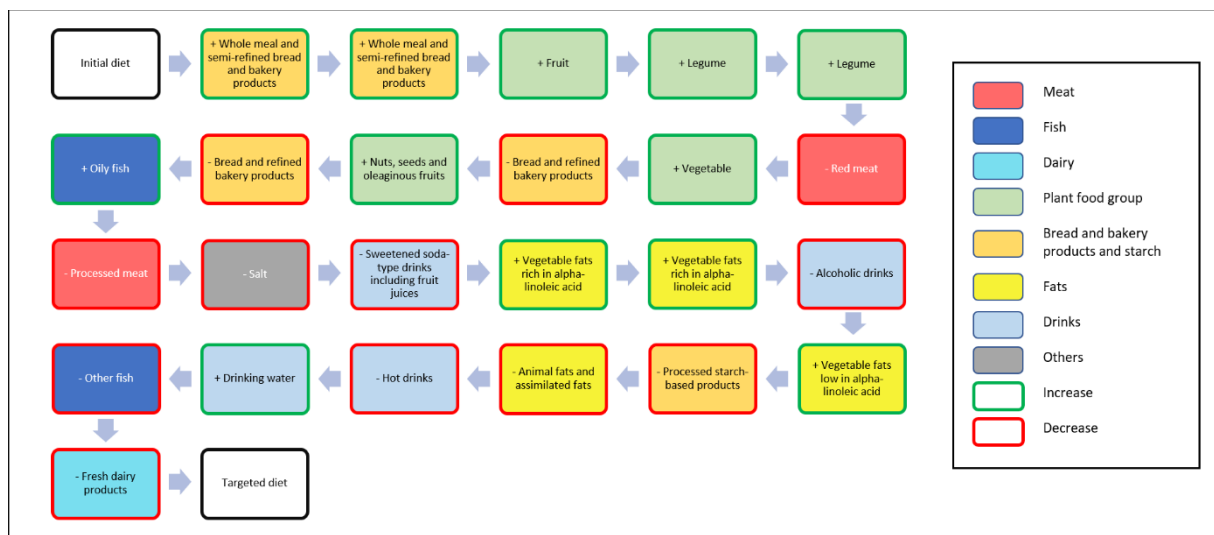 Initial diet
+ Whole meal and
semi-refined bread
and bakery
products
+ Whole meal and
semi-refined bread
and bakery
products
+ Fruit
+ Legume
+ Legume
+ Oily fish
- Bread and refined
bakery products
+ Nuts, seeds and
oleaginous fruits
- Bread and refined
bakery products
+ Vegetable
- Red meat
- Processed meat
- Salt
- Sweetened soda-
type drinks
including fruit
juices
+ Vegetable fats
rich in alpha-
linoleic acid
+ Vegetable fats
rich in alpha-
linoleic acid
- Alcoholic drinks
- Other fish
+ Drinking water
- Hot drinks
- Animal fats and
assimilated fats
- Processed starch-
based products
+ Vegetable fats
low in alpha-
linoleic acid
- Fresh dairy
products
Targeted diet
Meat
Fish
Dairy
Plant food group
Bread and bakery
products and starch
Fats
Drinks
Others
Increase
Decrease